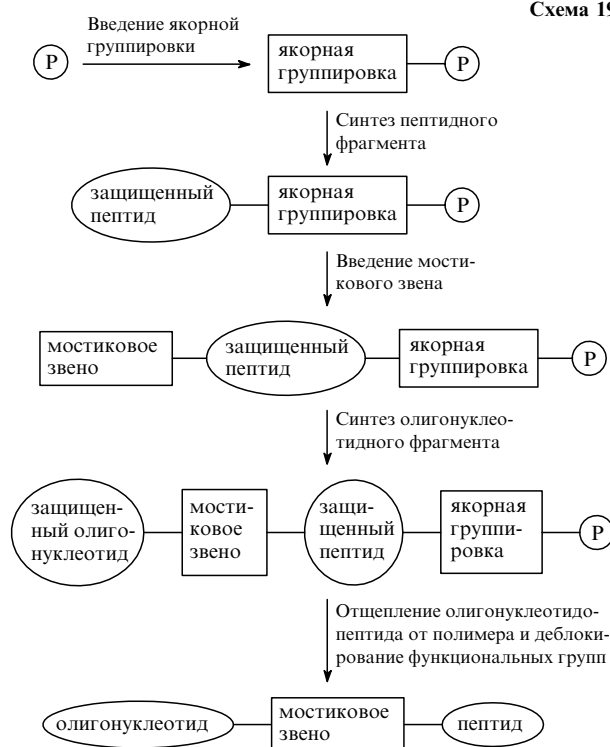 Схема 19
Введение якорной
группировки
P
якорная
группировка
P
Синтез пептидного
фрагмента
защищенный
пептид
якорная
группировка
P
Введение мости-
кового звена
мостиковое
звено
защищенный
пептид
якорная
группировка
P
Синтез олигонуклео-
тидного фрагмента
защищен-
ный олиго-
нуклеотид
мости-
ковое
звено
защи-
щенный
пептид
якорная
группи-
ровка
P
Отщепление олигонуклеотидо-
пептида от полимера и деблоки-
рование функциональных групп
олигонуклеотид
мостиковое
звено
пептид